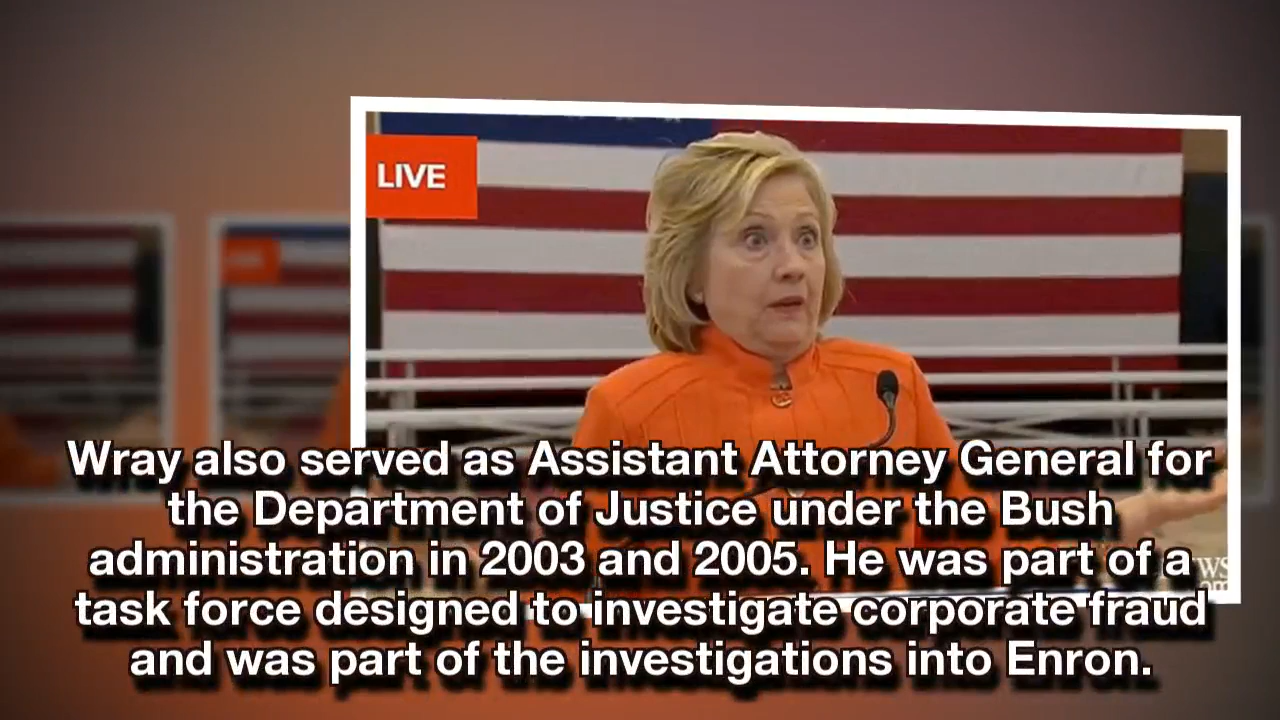 LIVE
Wray also served as Assistant Attorney General for
the Department of Justice under the Bush
administration in 2003 and 2005. He was part of a
task force designed to investigate corporate fraud
and was part of the investigations into Enron.